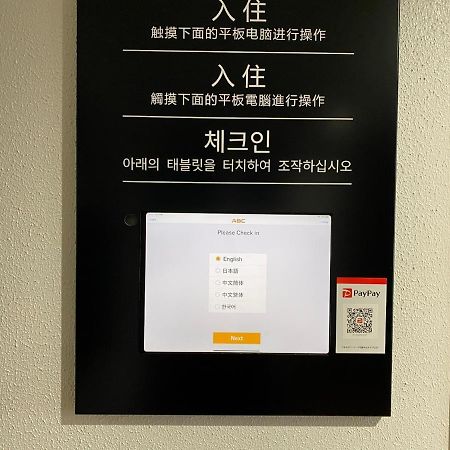 入住
触摸下面的平板电脑进行操作
入住
觸摸下面的平板電腦進行操作
체크인
아래의 태블릿을 터치하여 조작하십시오
ABC
Please Check in
English
日本語
中文簡体
中文繁体
한국어
Next
PayPay